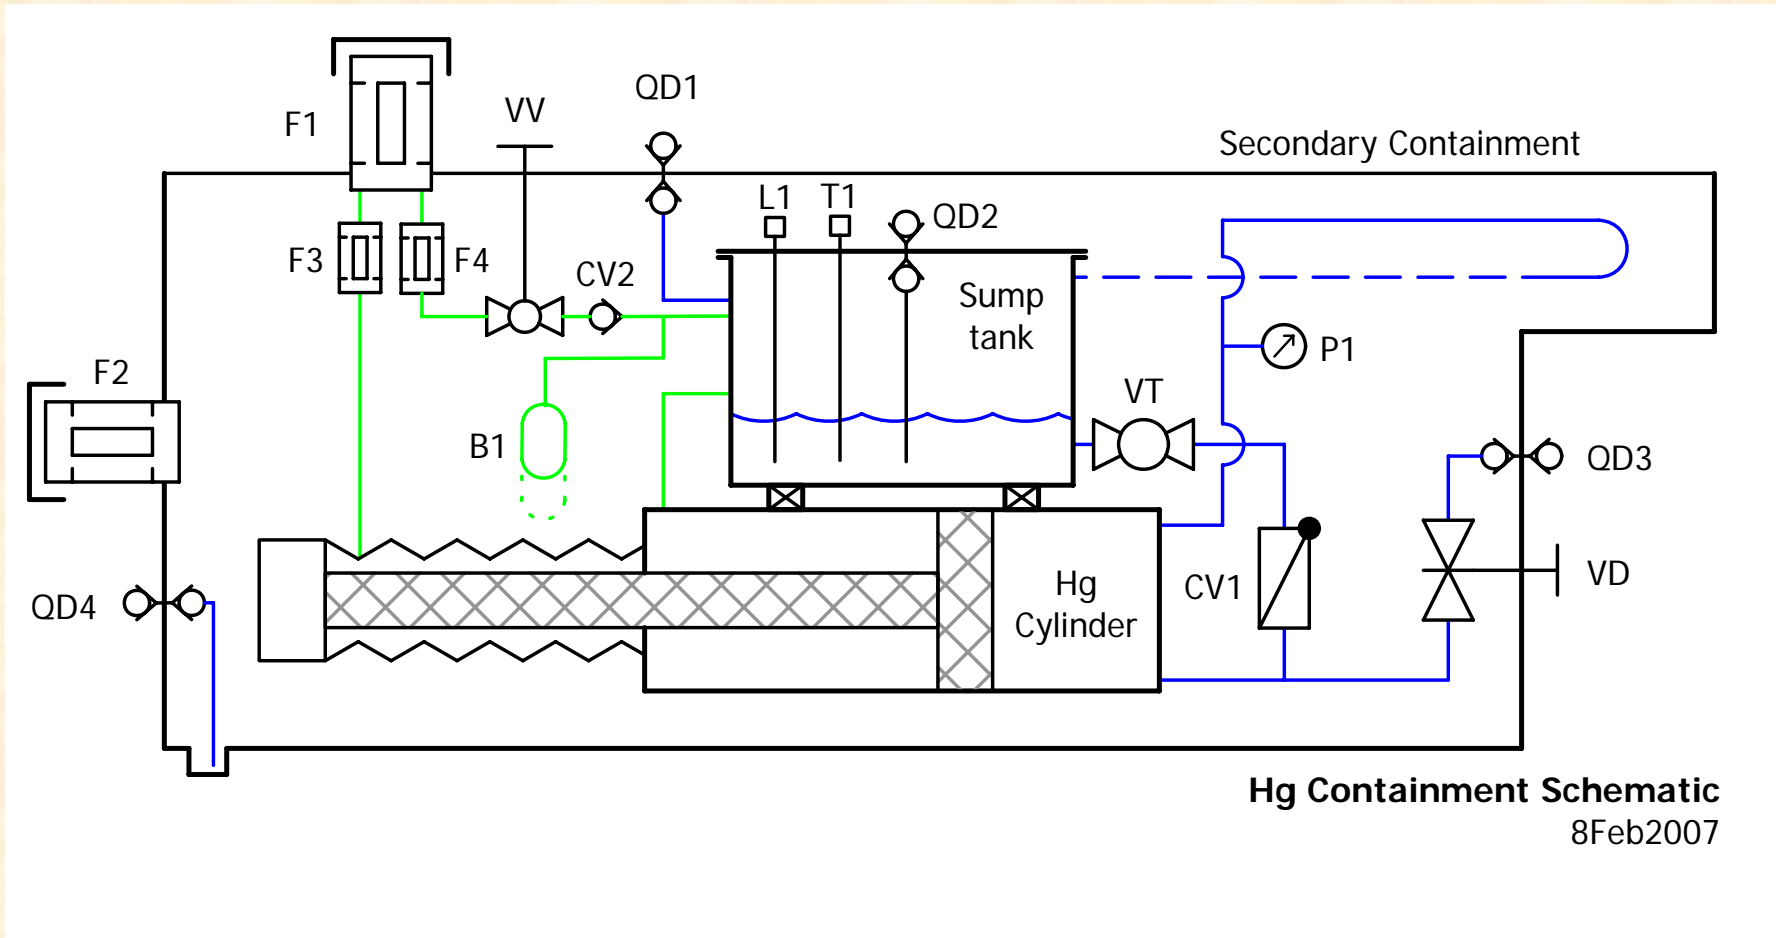 QD1
VV
F1
Secondary Containment
L1
T1
QD2
F3
F4
CV2
Sump
tank
P1
F2
VT
B1
QD3
Hg
Cylinder
CV1
VD
QD4
Hg Containment Schematic
8Feb2007